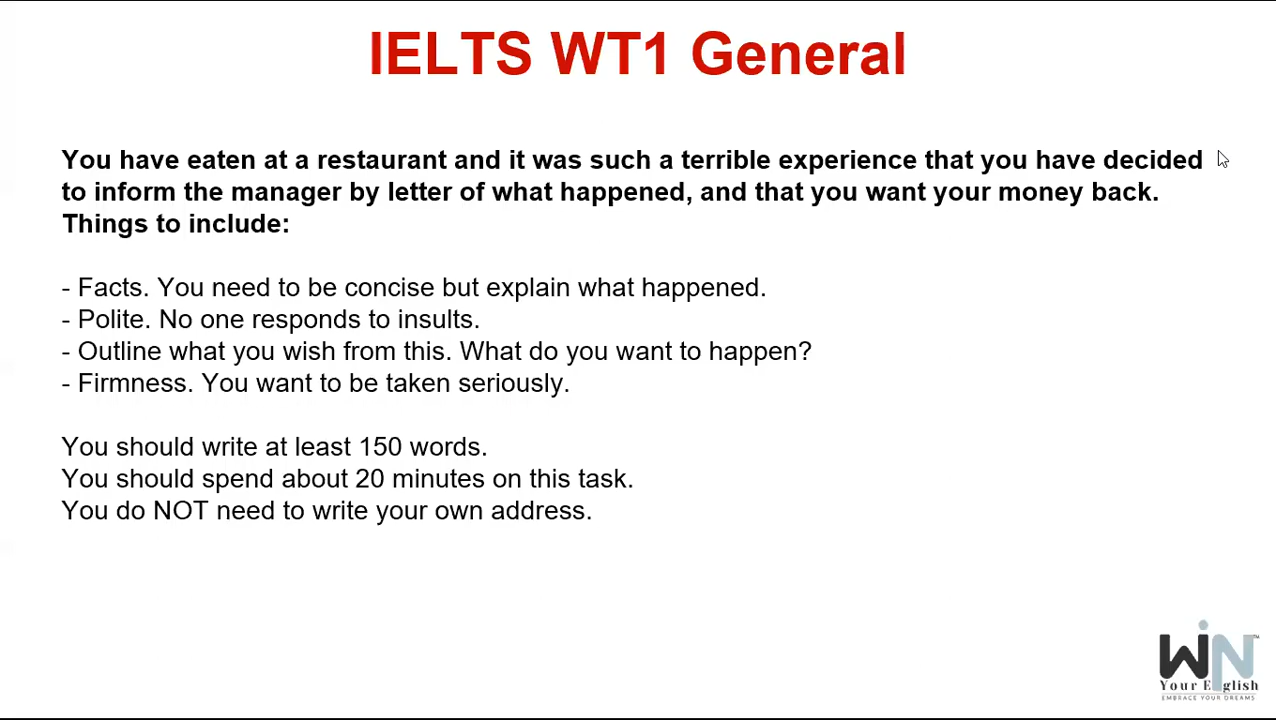 IELTS WT1 General
You have eaten at a restaurant and it was such a terrible experience that you have decided
to inform the manager by letter of what happened, and that you want your money back.
Things to include:
- Facts. You need to be concise but explain what happened.
- Polite. No one responds to insults.
- Outline what you wish from this. What do you want to happen?
- Firmness. You want to be taken seriously.
You should write at least 150 words.
You should spend about 20 minutes on this task.
You do NOT need to write your own address.
WiN™
Your English
EMBRACE YOUR DREAMS